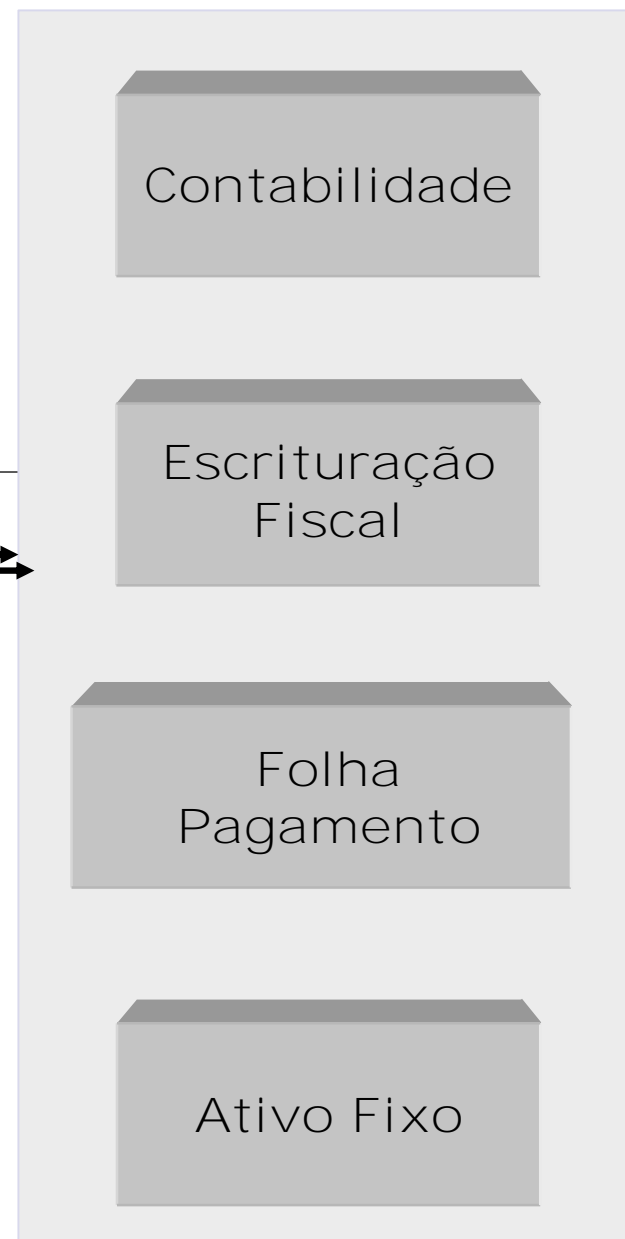 Contabilidade
Escrituração
Fiscal
Folha
Pagamento
Ativo Fixo